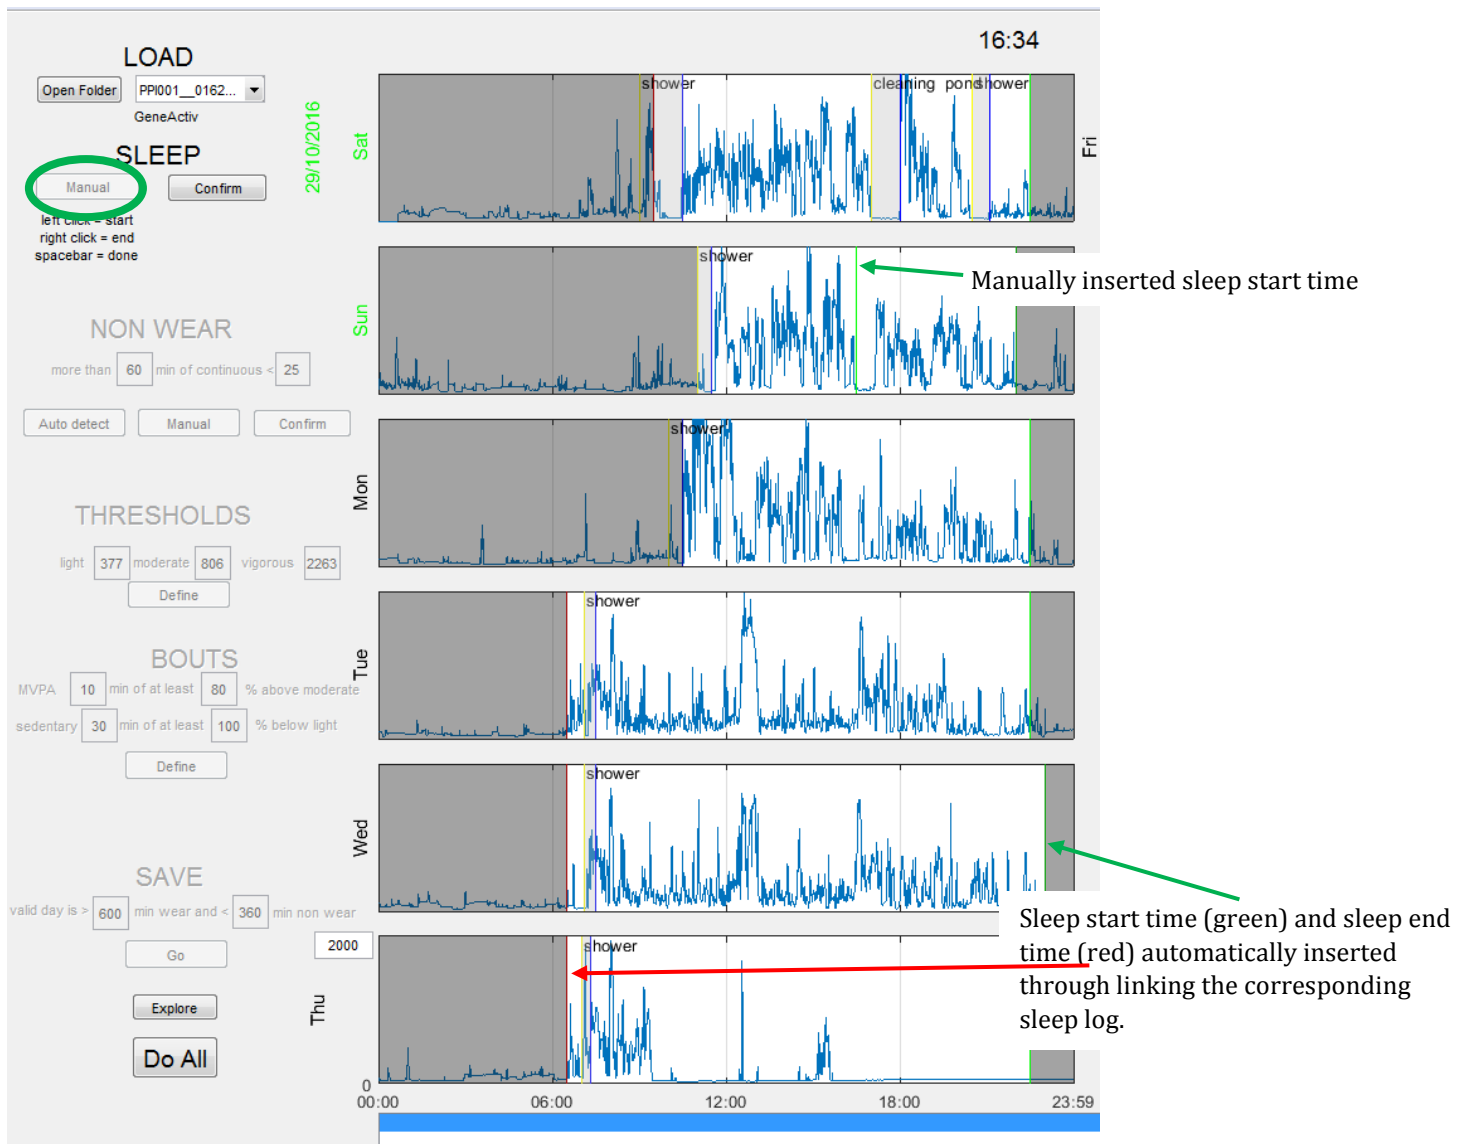 16:34
LOAD
Open Folder PPI001__0162...
GeneActiv
SLEEP
Manual Confirm
left click = start
right click = end
spacebar = done
NON WEAR
more than 60 min of continuous < 25
Auto detect Manual Confirm
THRESHOLDS
light 377 moderate 806 vigorous 2263
Define
BOUTS
MVPA 10 min of at least 80 % above moderate
sedentary 30 min of at least 100 % below light
Define
SAVE
valid day is > 600 min wear and < 360 min non wear
Go
2000
Explore
Do All
29/10/2016
Sat
shower cleaning pond shower
Fri
Sun
shower
Manually inserted sleep start time
Mon
shower
Tue
shower
Wed
shower
Sleep start time (green) and sleep end
time (red) automatically inserted
through linking the corresponding
sleep log.
Thu
shower
0
00:00 06:00 12:00 18:00 23:59